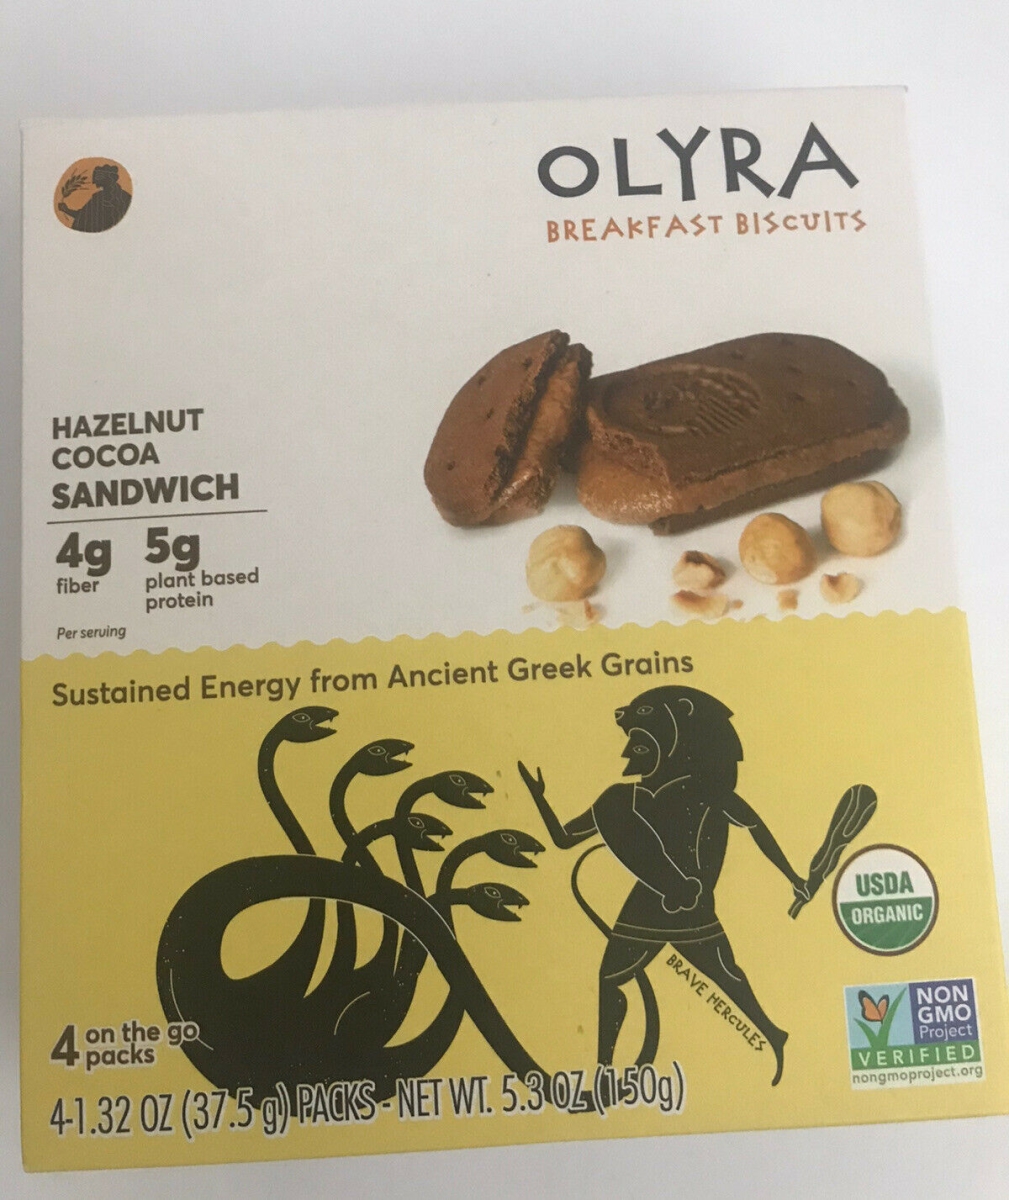 OLYRA
BREAKFAST BISCUITS
HAZELNUT
COCOA
SANDWICH
4g fiber
5g plant based protein
Per serving
Sustained Energy from Ancient Greek Grains
BRAVE HERCULES
USDA
ORGANIC
NON
GMO
Project
VERIFIED
nongmoproject.org
4 on the go packs
4-1.32 OZ (37.5 g) PACKS - NET WT. 5.3 OZ (150g)